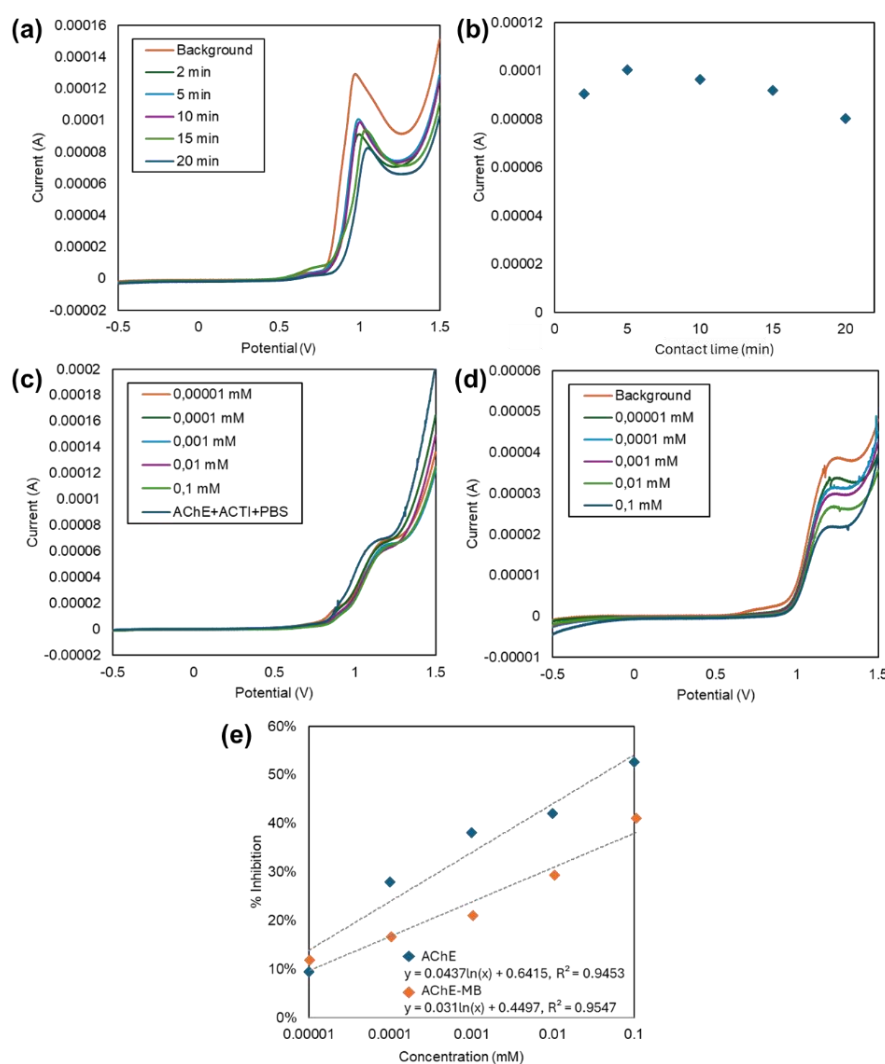 (a)
0.00016
0.00014
0.00012
0.0001
0.00008
0.00006
0.00004
0.00002
0
-0.00002
Current (A)
Background
2 min
5 min
10 min
15 min
20 min
-0.5
0
0.5
1
1.5
Potential (V)
(b)
0.00012
0.0001
0.00008
0.00006
0.00004
0.00002
0
Current (A)
0
5
10
15
20
Contact lime (min)
(c)
0.0002
0.00018
0.00016
0.00014
0.00012
0.0001
0.00008
0.00006
0.00004
0.00002
0
-0.00002
Current (A)
0,00001 mM
0,0001 mM
0,001 mM
0,01 mM
0,1 mM
AChE+ACTI+PBS
-0.5
0
0.5
1
1.5
Potential (V)
(d)
0.00006
0.00005
0.00004
0.00003
0.00002
0.00001
0
-0.00001
Current (A)
Background
0,00001 mM
0,0001 mM
0,001 mM
0,01 mM
0,1 mM
-0.5
0
0.5
1
1.5
Potential (V)
(e)
60%
50%
40%
30%
20%
10%
0%
% Inhibition
AChE
y = 0.0437ln(x) + 0.6415, R² = 0.9453
AChE-MB
y = 0.031ln(x) + 0.4497, R² = 0.9547
0.00001
0.0001
0.001
0.01
0.1
Concentration (mM)